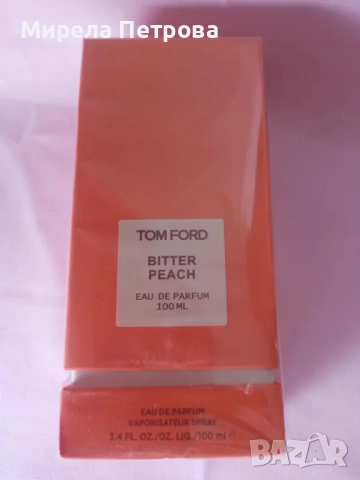 Мирела Петрова
TOM FORD
BITTER
PEACH
EAU DE PARFUM
100 ML
EAU DE PARFUM
VAPORISATEUR SPRAY
3.4 FL. OZ./OZ. LIQ./100 ml ℮
BAZAR